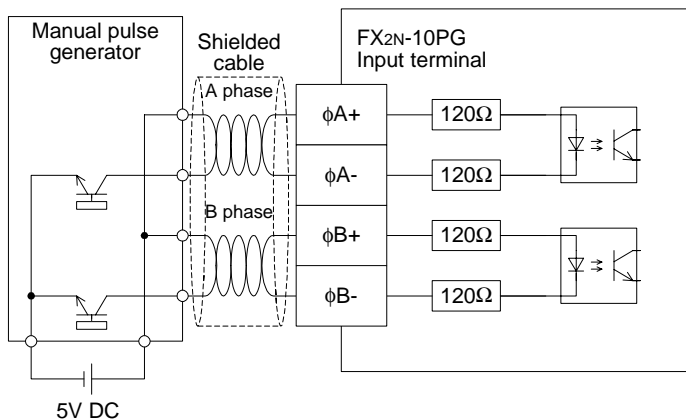 Manual pulse
generator
Shielded
cable
FX2N-10PG
Input terminal
A phase
ϕA+
120Ω
ϕA-
120Ω
B phase
ϕB+
120Ω
ϕB-
120Ω
5V DC